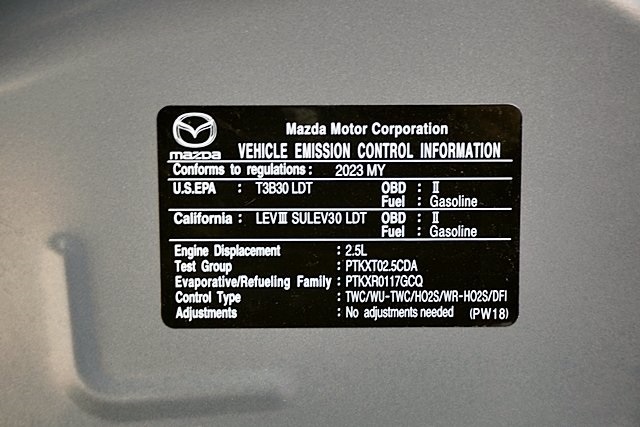 Mazda Motor Corporation
mazda VEHICLE EMISSION CONTROL INFORMATION
Conforms to regulations : 2023 MY
U.S.EPA : T3B30 LDT OBD : II
Fuel : Gasoline
California : LEVIII SULEV30 LDT OBD : II
Fuel : Gasoline
Engine Displacement : 2.5L
Test Group : PTKXT02.5CDA
Evaporative/Refueling Family : PTKXR0117GCQ
Control Type : TWC/WU-TWC/HO2S/WR-HO2S/DFI
Adjustments : No adjustments needed (PW18)